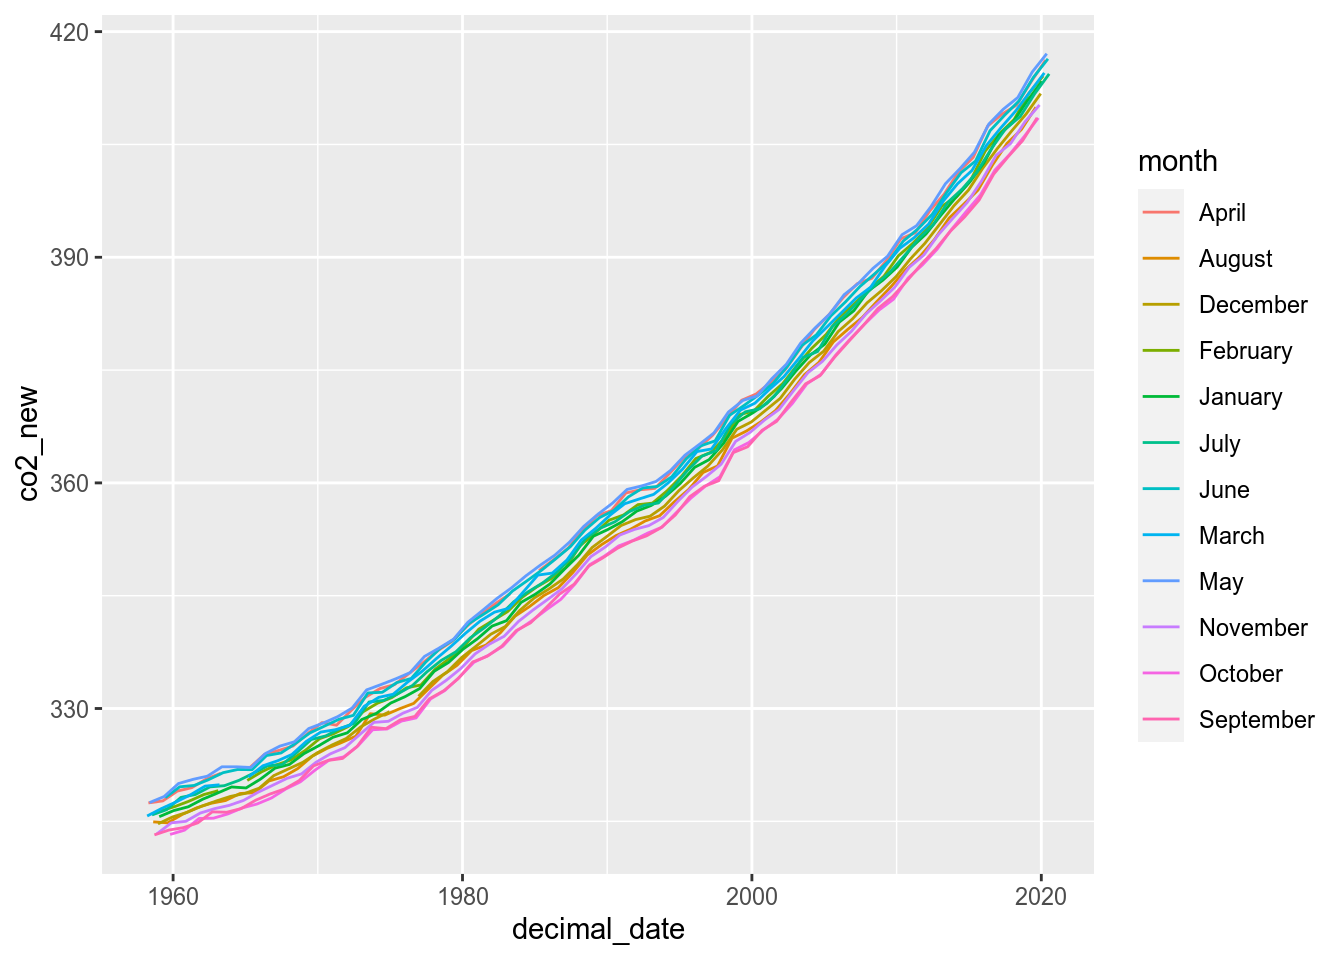 420
390
360
330
co2_new
1960
1980
2000
2020
decimal_date
month
April
August
December
February
January
July
June
March
May
November
October
September